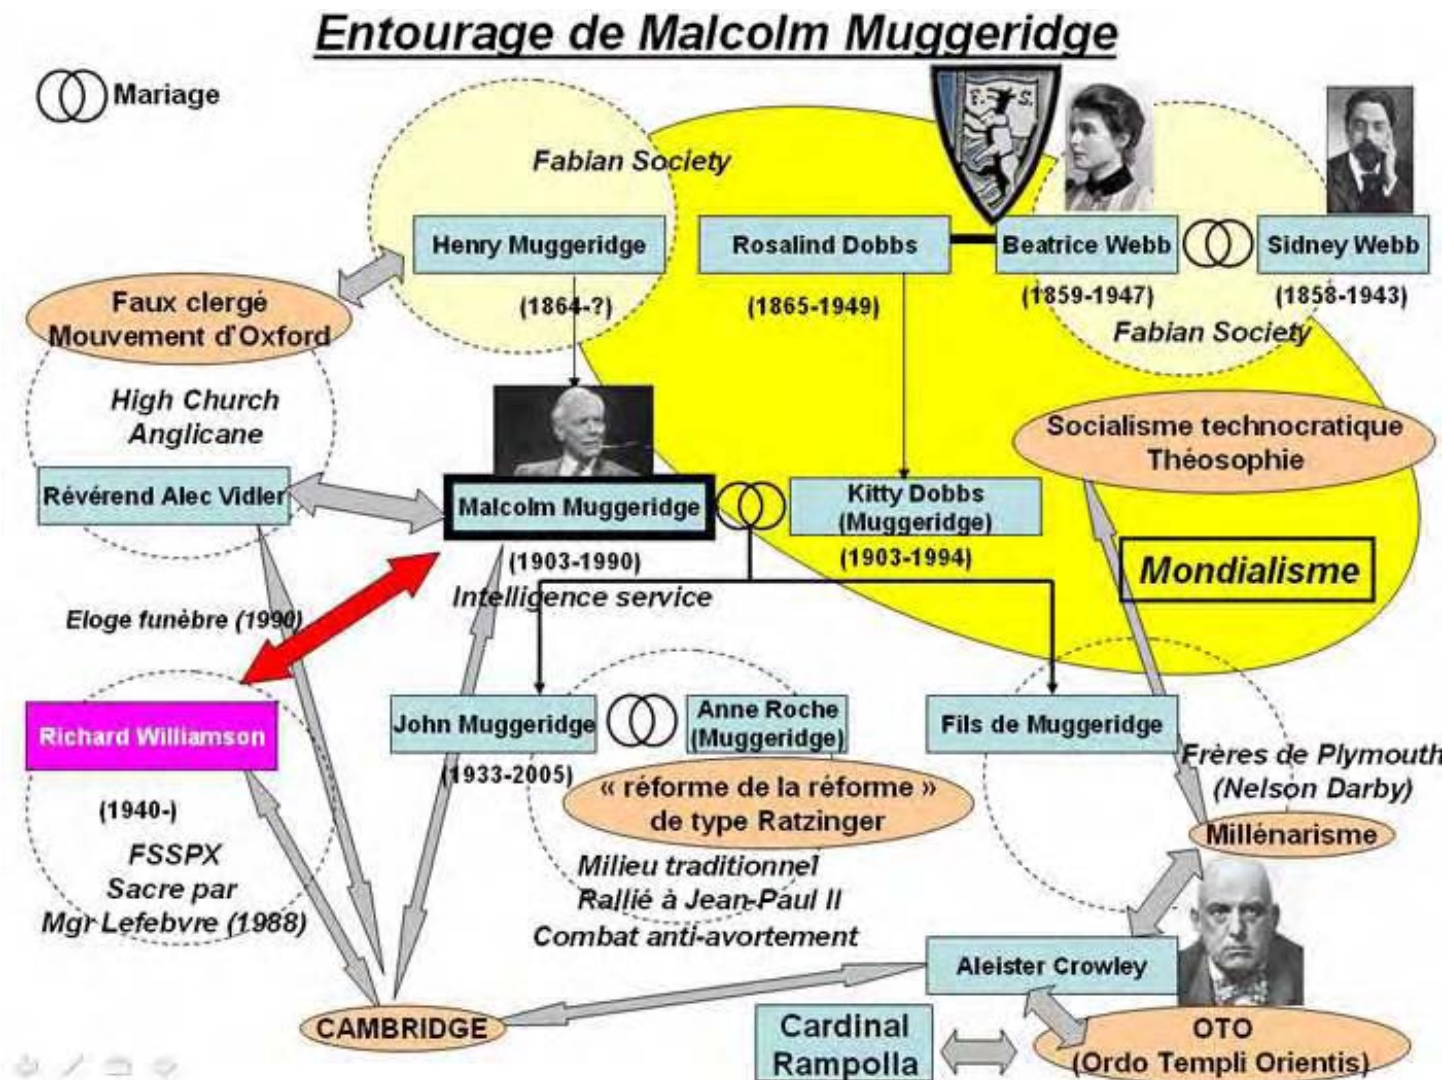 Entourage de Malcolm Muggeridge
Mariage
Fabian Society
Henry Muggeridge
(1864-?)
Rosalind Dobbs
(1865-1949)
F. S.
Beatrice Webb
(1859-1947)
Sidney Webb
(1858-1943)
Fabian Society
Faux clergé
Mouvement d'Oxford
High Church
Anglicane
Révérend Alec Vidler
Malcolm Muggeridge
(1903-1990)
Intelligence service
Kitty Dobbs
(Muggeridge)
(1903-1994)
Socialisme technocratique
Théosophie
Mondialisme
Eloge funèbre (1990)
Richard Williamson
(1940-)
FSSPX
Sacre par
Mgr Lefebvre (1988)
John Muggeridge
(1933-2005)
Anne Roche
(Muggeridge)
« réforme de la réforme »
de type Ratzinger
Milieu traditionnel
Rallié à Jean-Paul II
Combat anti-avortement
Fils de Muggeridge
Frères de Plymouth
(Nelson Darby)
Millénarisme
Aleister Crowley
CAMBRIDGE
Cardinal
Rampolla
OTO
(Ordo Templi Orientis)